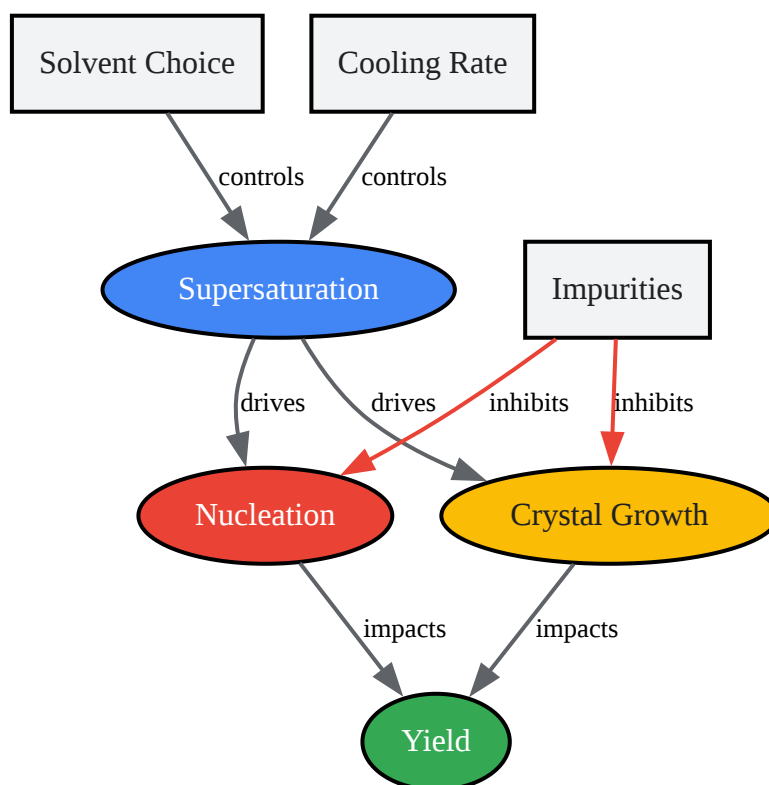 Solvent Choice
Cooling Rate
controls
controls
Supersaturation
Impurities
drives
drives
inhibits
inhibits
Nucleation
Crystal Growth
impacts
impacts
Yield